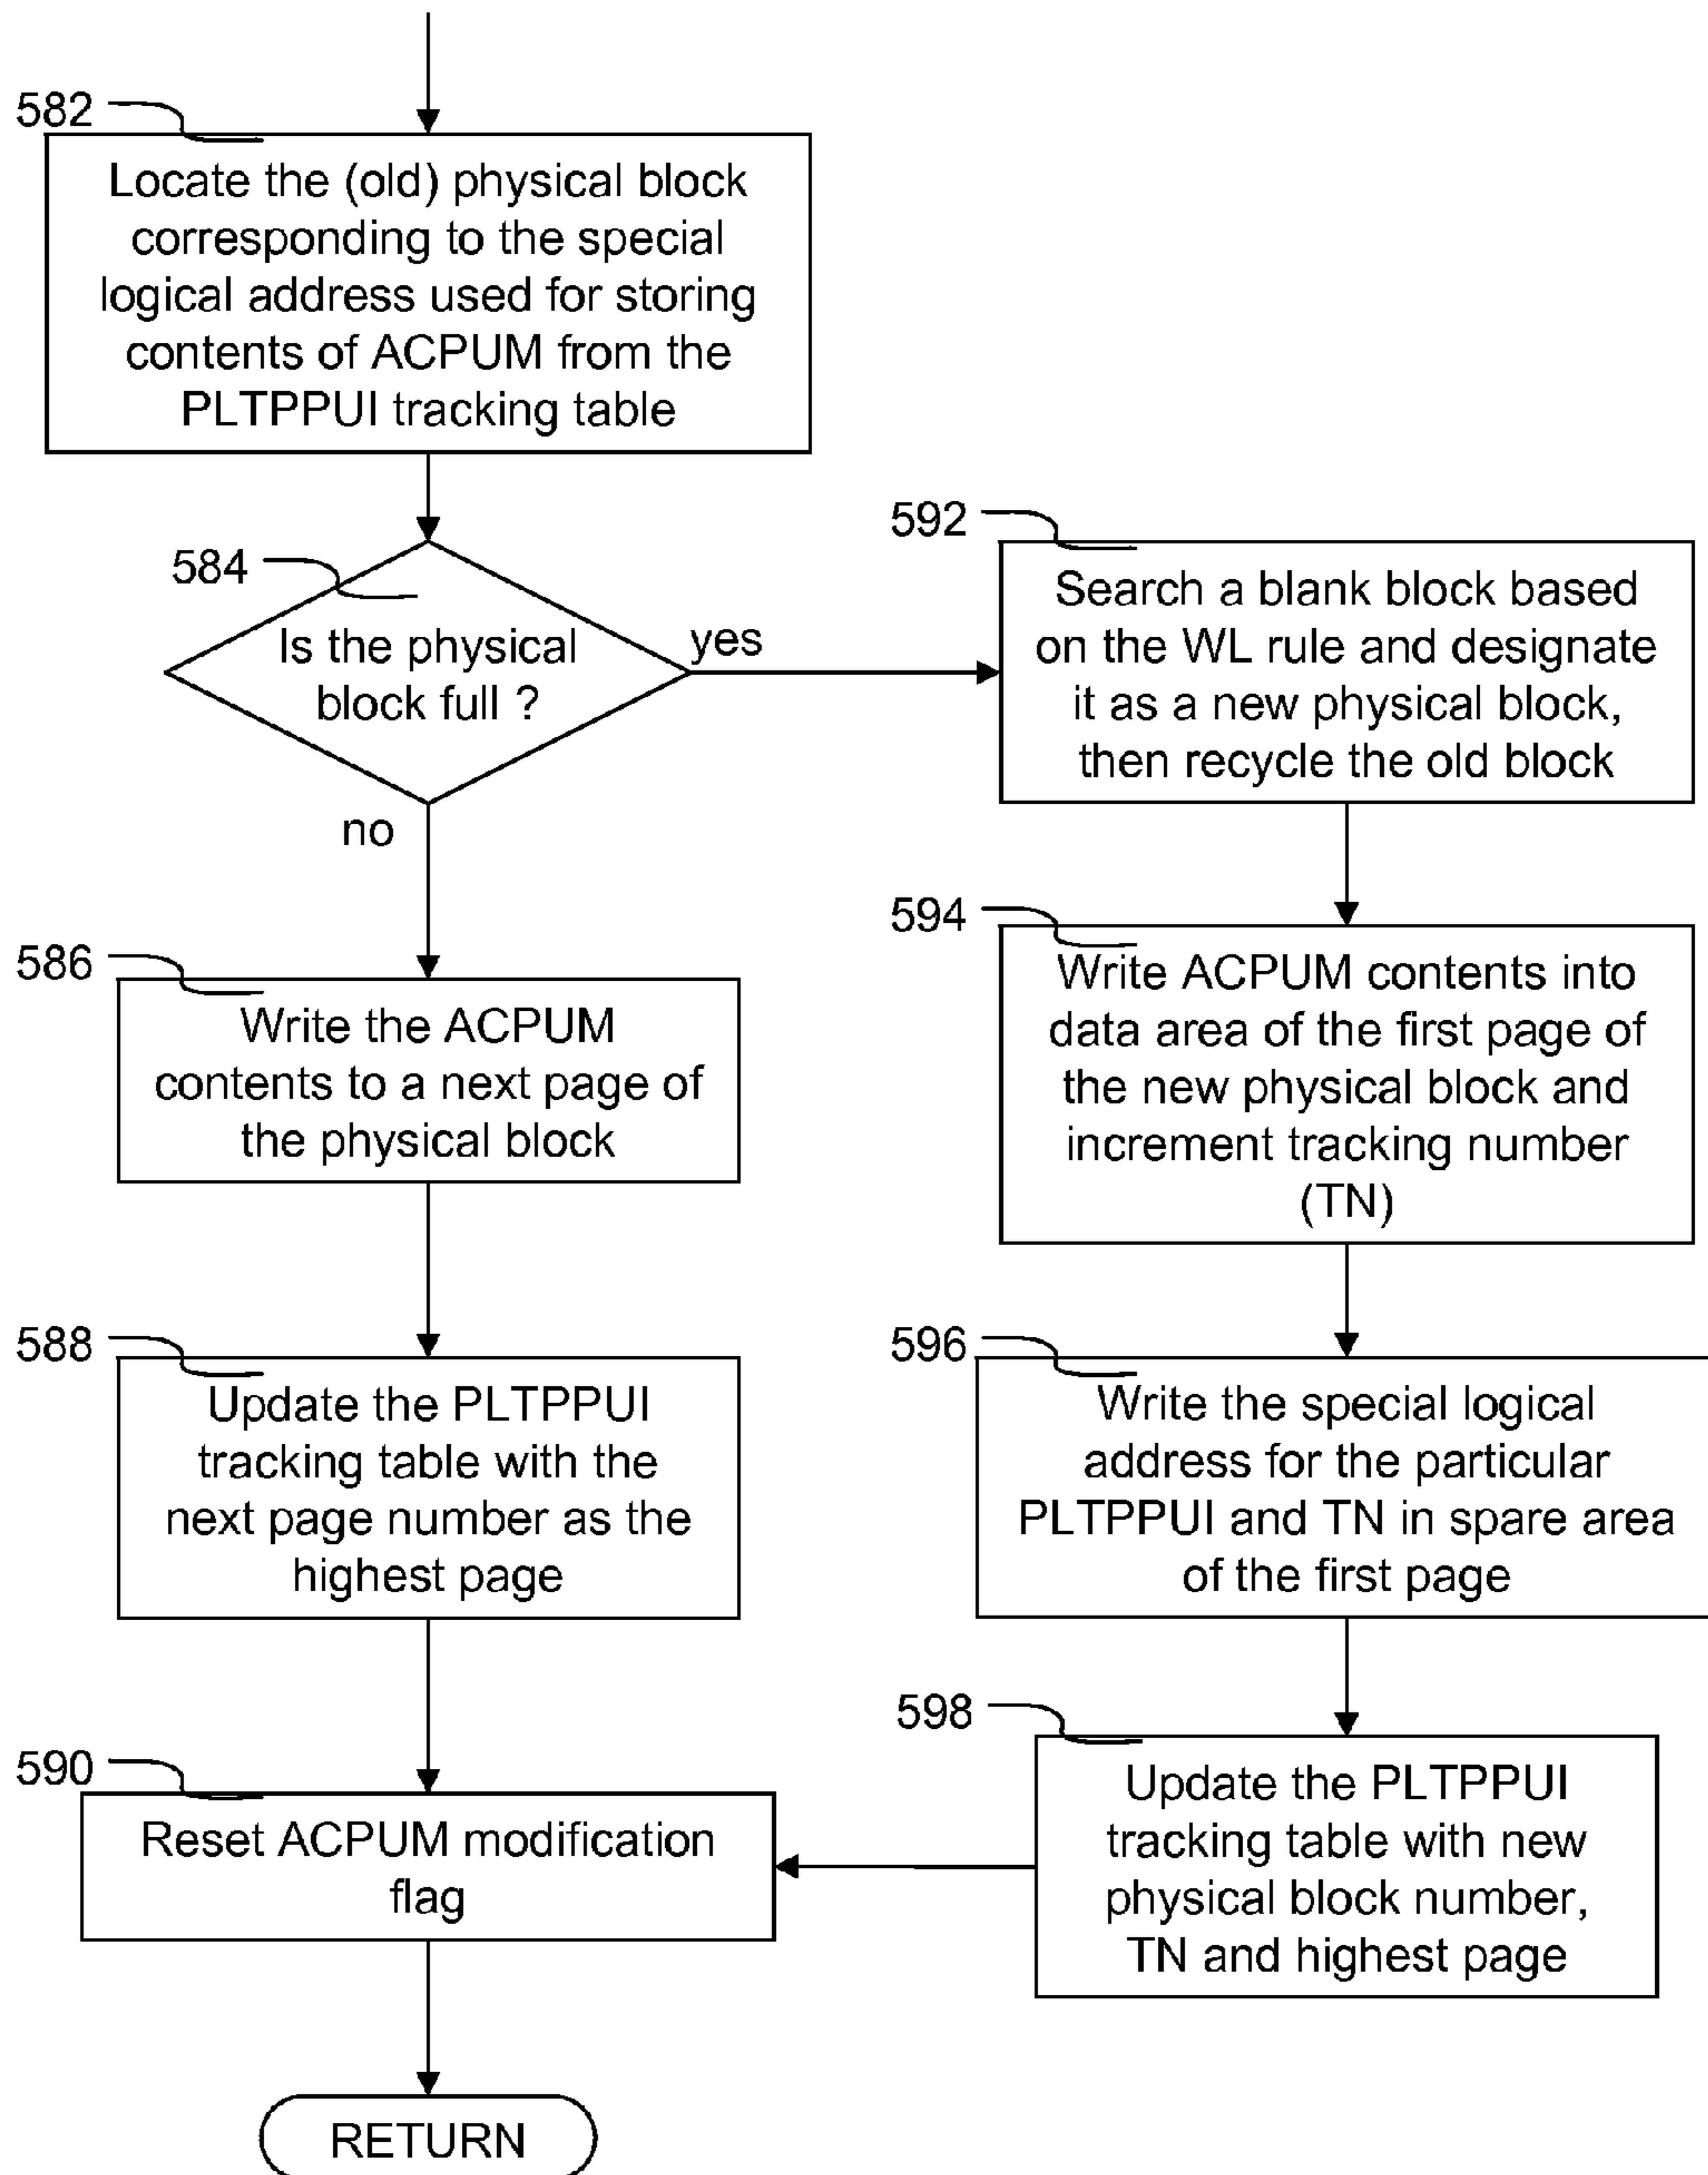 582
Locate the (old) physical block
corresponding to the special
logical address used for storing
contents of ACPUM from the
PLTPPUI tracking table
584
Is the physical
block full ?
yes
no
586
Write the ACPUM
contents to a next page of
the physical block
588
Update the PLTPPUI
tracking table with the
next page number as the
highest page
590
Reset ACPUM modification
flag
RETURN
592
Search a blank block based
on the WL rule and designate
it as a new physical block,
then recycle the old block
594
Write ACPUM contents into
data area of the first page of
the new physical block and
increment tracking number
(TN)
596
Write the special logical
address for the particular
PLTPPUI and TN in spare area
of the first page
598
Update the PLTPPUI
tracking table with new
physical block number,
TN and highest page